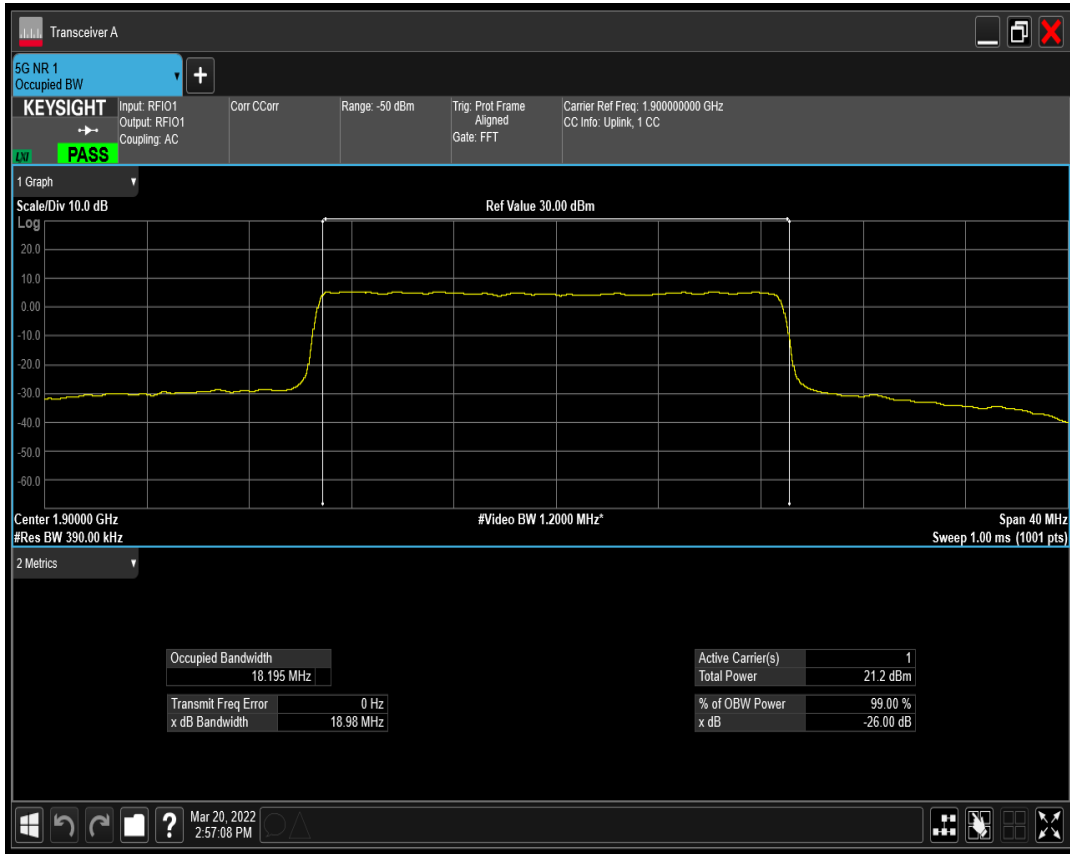 Transceiver A
5G NR 1
Occupied BW
+
KEYSIGHT
LXI
PASS
Input: RFIO1
Output: RFIO1
Coupling: AC
Corr CCorr
Range: -50 dBm
Trig: Prot Frame
Aligned
Gate: FFT
Carrier Ref Freq: 1.900000000 GHz
CC Info: Uplink, 1 CC
1 Graph
Scale/Div 10.0 dB
Ref Value 30.00 dBm
Log
20.0
10.0
0.00
-10.0
-20.0
-30.0
-40.0
-50.0
-60.0
Center 1.90000 GHz
#Video BW 1.2000 MHz*
Span 40 MHz
#Res BW 390.00 kHz
Sweep 1.00 ms (1001 pts)
2 Metrics
Occupied Bandwidth
18.195 MHz
Transmit Freq Error 0 Hz
x dB Bandwidth 18.98 MHz
Active Carrier(s) 1
Total Power 21.2 dBm
% of OBW Power 99.00 %
x dB -26.00 dB
?
Mar 20, 2022
2:57:08 PM